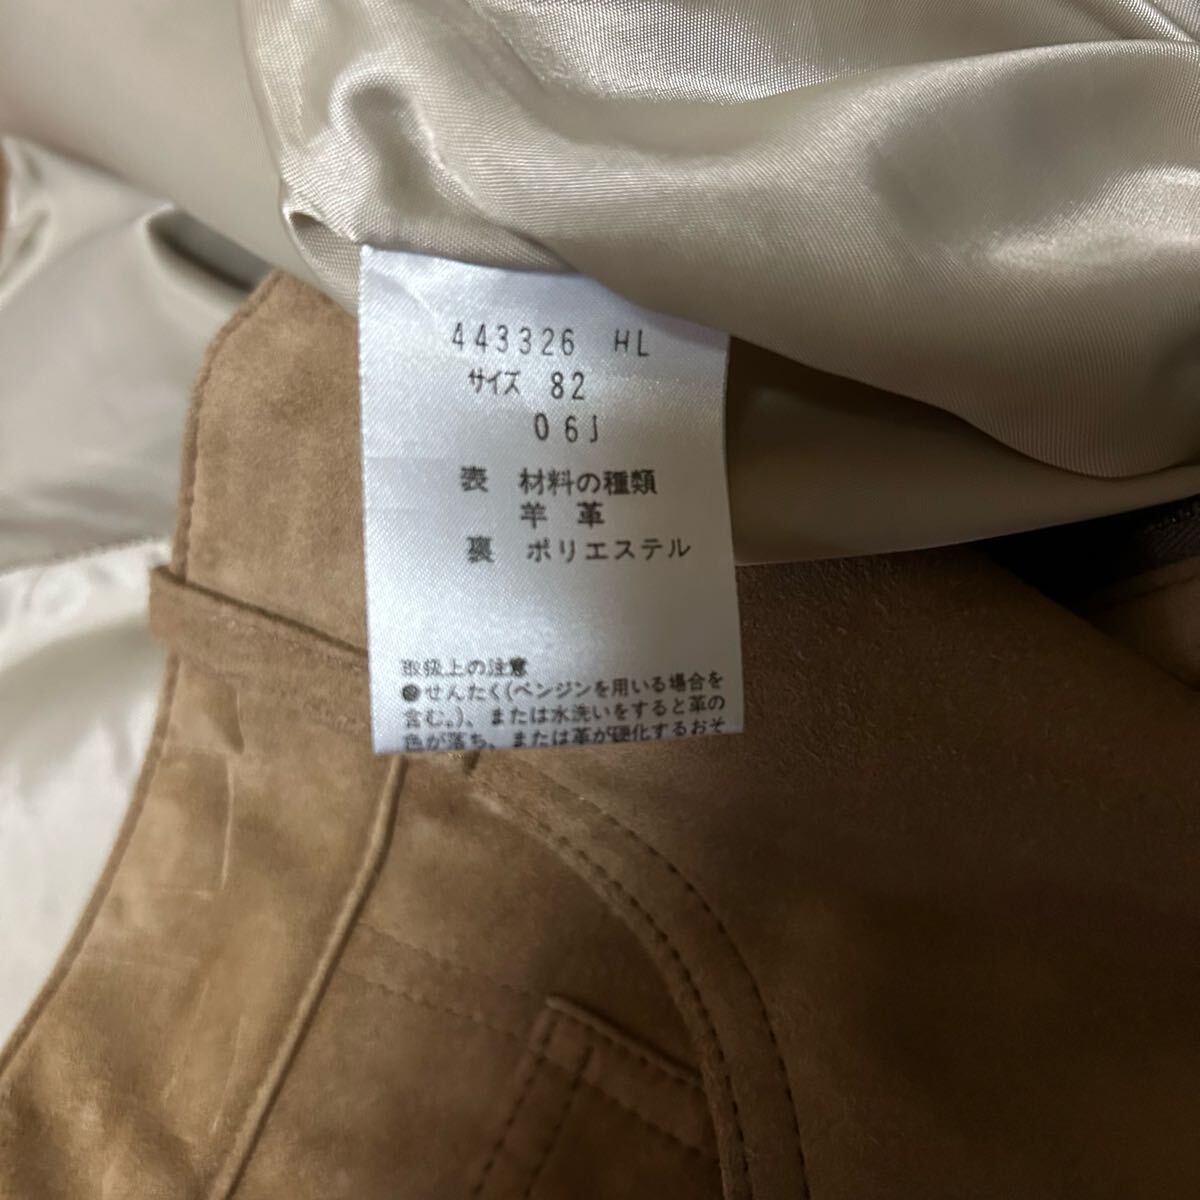 443326 HL
サイズ 82
06J
表 材料の種類
羊 革
裏 ポリエステル
取扱上の注意
せんたく(ベンジンを用いる場合を
含む。)、または水洗いをすると革の
色が落ち、または革が硬化するおそ